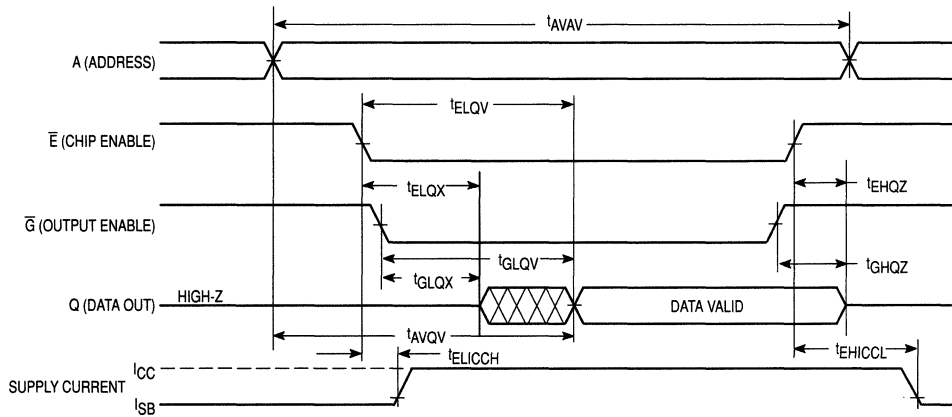 tAVAV
A (ADDRESS)
tELQV
E̅ (CHIP ENABLE)
tELQX
tEHQZ
G̅ (OUTPUT ENABLE)
tGLQV
tGHQZ
tGLQX
Q (DATA OUT)
HIGH-Z
DATA VALID
tAVQV
tELICCH
tEHICCL
ICC
SUPPLY CURRENT
ISB